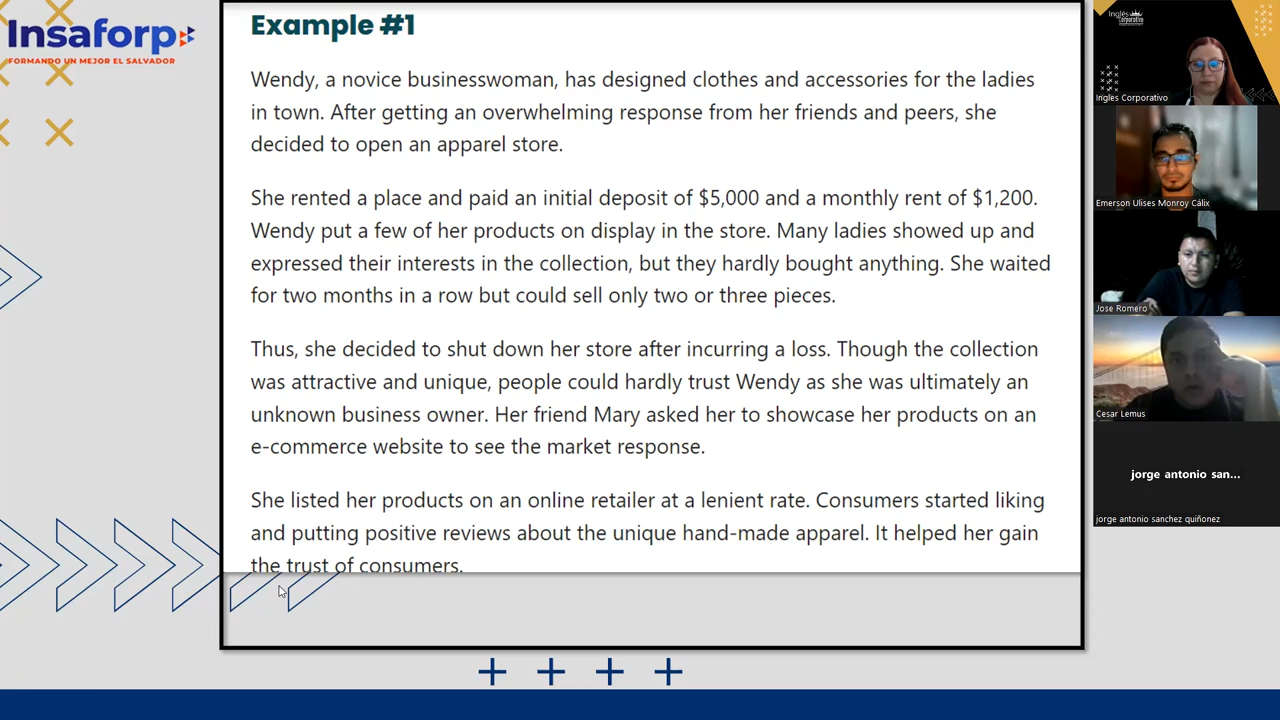 Insaforp
FORMANDO UN MEJOR EL SALVADOR
Example #1
Wendy, a novice businesswoman, has designed clothes and accessories for the ladies
in town. After getting an overwhelming response from her friends and peers, she
decided to open an apparel store.
She rented a place and paid an initial deposit of $5,000 and a monthly rent of $1,200.
Wendy put a few of her products on display in the store. Many ladies showed up and
expressed their interests in the collection, but they hardly bought anything. She waited
for two months in a row but could sell only two or three pieces.
Thus, she decided to shut down her store after incurring a loss. Though the collection
was attractive and unique, people could hardly trust Wendy as she was ultimately an
unknown business owner. Her friend Mary asked her to showcase her products on an
e-commerce website to see the market response.
She listed her products on an online retailer at a lenient rate. Consumers started liking
and putting positive reviews about the unique hand-made apparel. It helped her gain
the trust of consumers.
Inglés
Corporativo
Ingles Corporativo
Emerson Ulises Monroy Cálix
Jose Romero
Cesar Lemus
jorge antonio san...
jorge antonio sanchez quiñonez